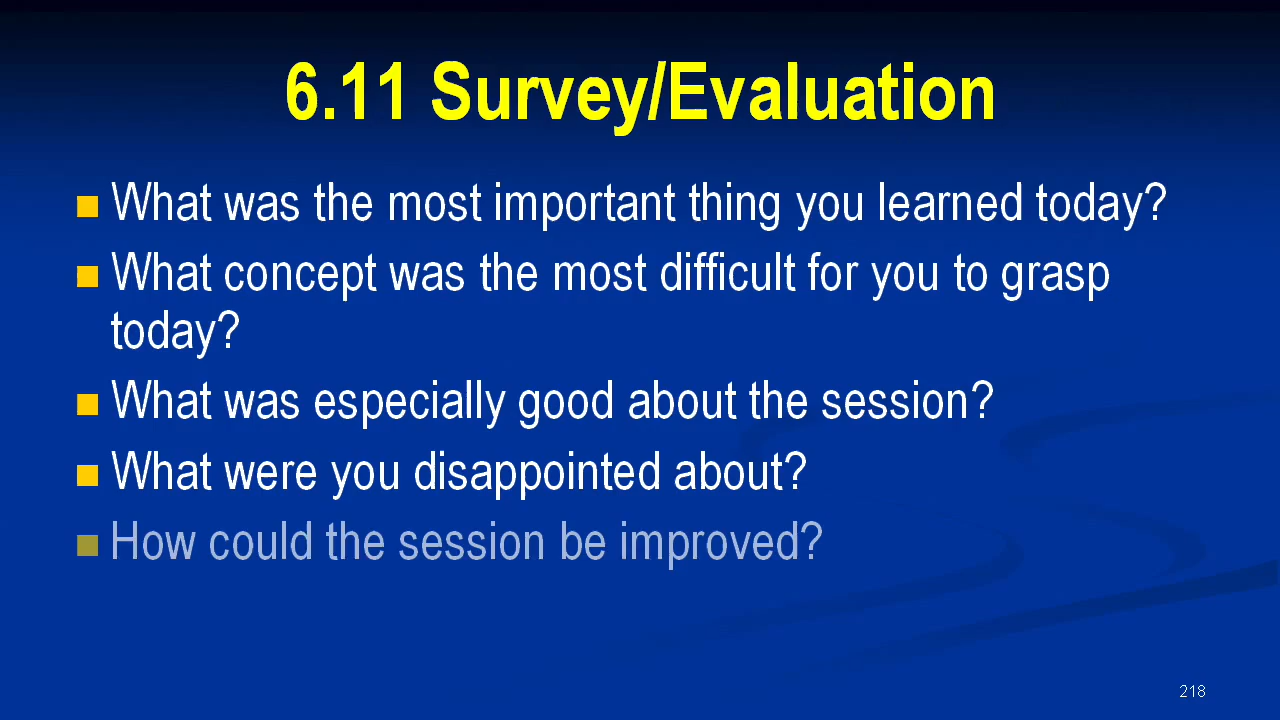 6.11 Survey/Evaluation
What was the most important thing you learned today?
What concept was the most difficult for you to grasp
today?
What was especially good about the session?
What were you disappointed about?
How could the session be improved?
218